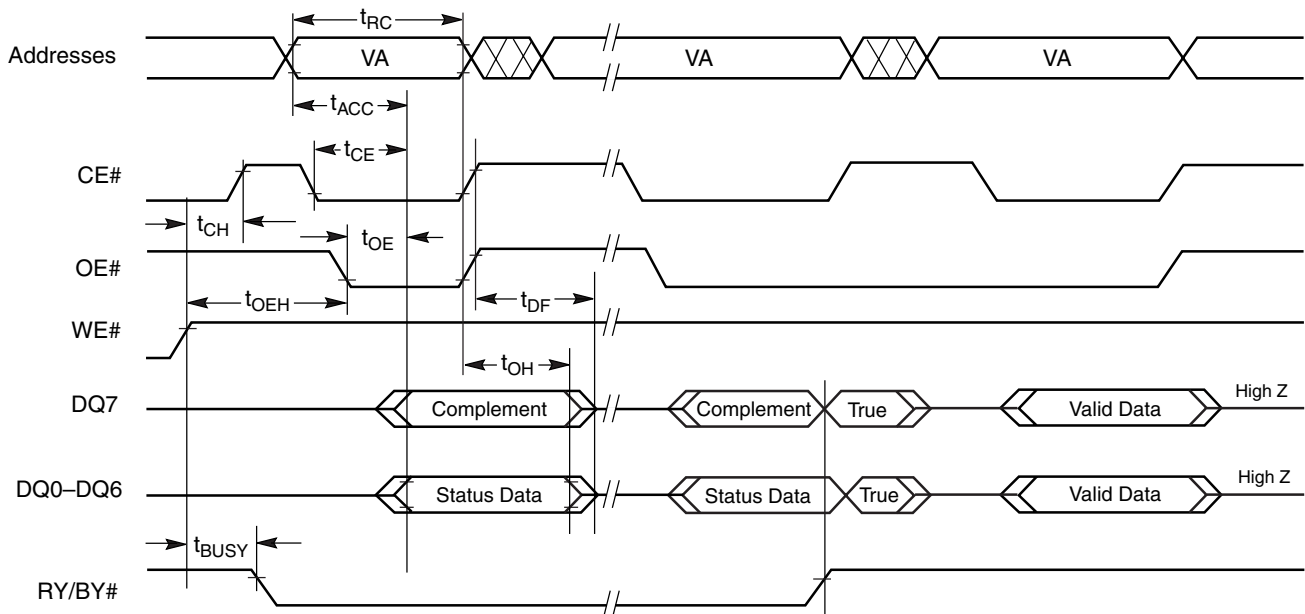 tRC
Addresses VA VA VA
tACC
tCE
CE#
tCH tOE
OE#
tOEH tDF
WE#
tOH
DQ7 Complement Complement True Valid Data High Z
DQ0–DQ6 Status Data Status Data True Valid Data High Z
tBUSY
RY/BY#